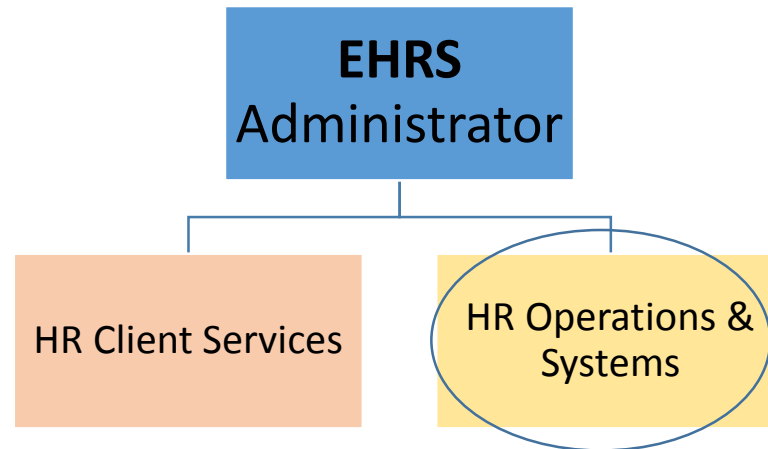 EHRS
Administrator
HR Client Services
HR Operations &
Systems